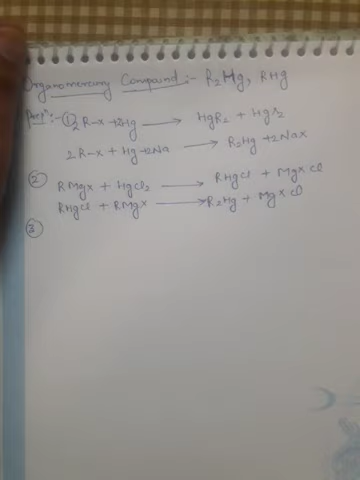 Organomercury Compound :- R2Hg, RHg
Prepn :- ① 2R-x + 2Hg ⟶ HgR2 + Hgx2
2R-x + Hg + 2Na ⟶ R2Hg + 2Nax
② RMgx + HgCl2 ⟶ RHgCl + Mgx Cl
RHgCl + RMgx ⟶ R2Hg + Mgx Cl
③